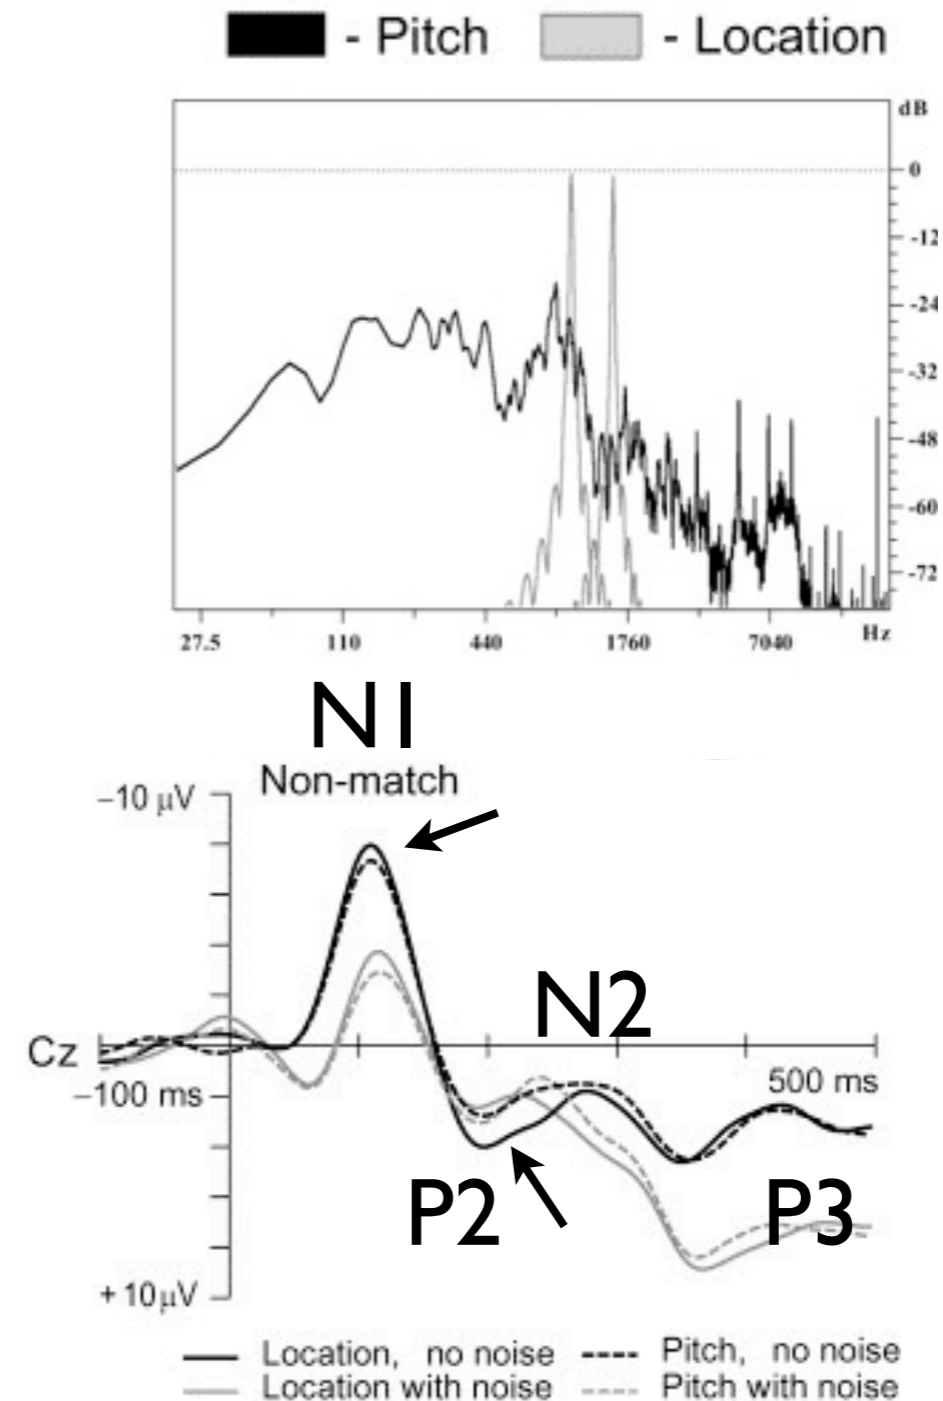 - Pitch - Location
dB
0
-12
-24
-32
-48
-60
-72
27.5 110 440 1760 7040 Hz
N1
Non-match
−10 µV
N2
Cz
−100 ms
500 ms
P2
P3
+10µV
Location, no noise
Pitch, no noise
Location with noise
Pitch with noise